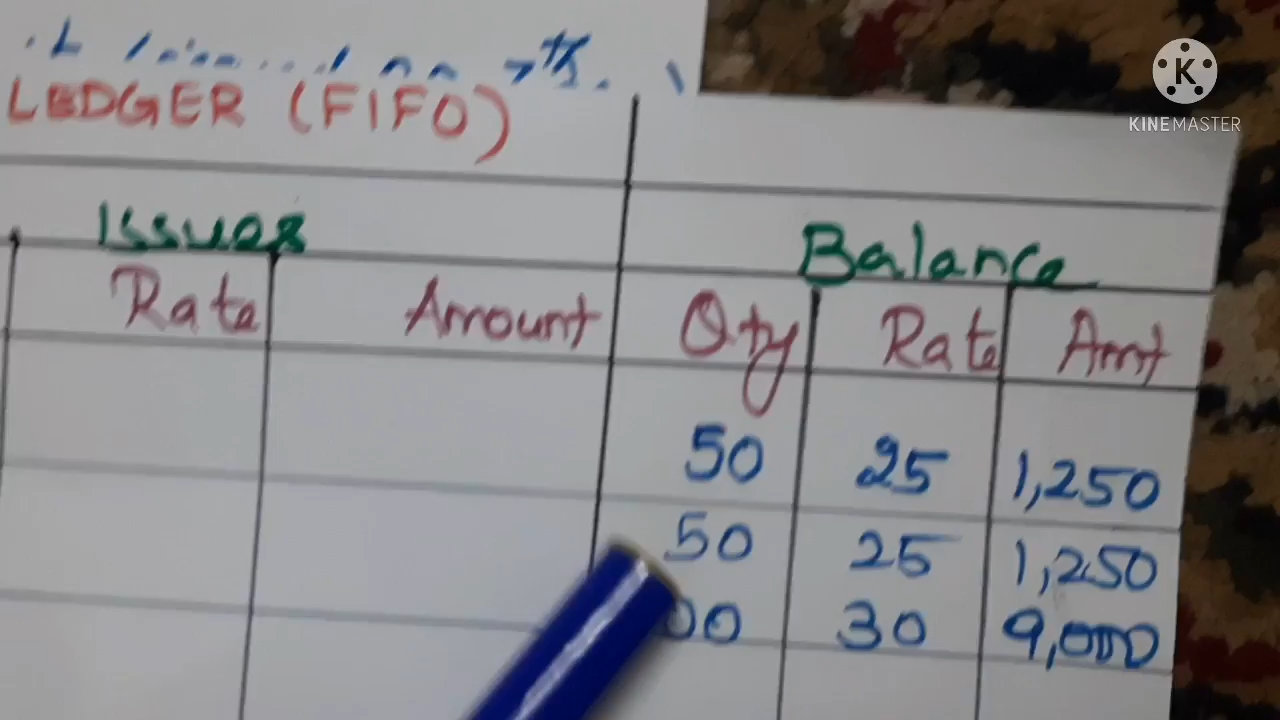 LEDGER (FIFO)
Issues
Balance
Rate Amount Qty Rate Amt
50 25 1,250
50 25 1,250
30 9,000
KINEMASTER